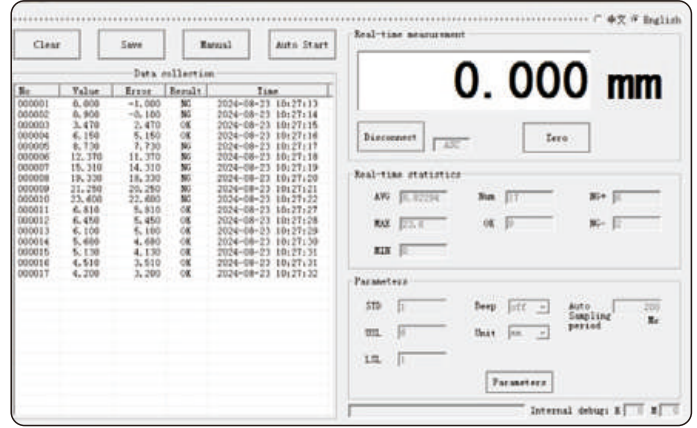 中文 English
Clear Save Manual Auto Start
Data collection
No Value Error Result Time
000001 0.000 -1.000 NG 2024-08-23 10:27:13
000002 0.900 -0.100 NG 2024-08-23 10:27:14
000003 3.470 2.470 OK 2024-08-23 10:27:15
000004 6.150 5.150 OK 2024-08-23 10:27:16
000005 8.730 7.730 NG 2024-08-23 10:27:17
000006 12.370 11.370 NG 2024-08-23 10:27:18
000007 15.310 14.310 NG 2024-08-23 10:27:19
000008 19.330 18.330 NG 2024-08-23 10:27:20
000009 21.250 20.250 NG 2024-08-23 10:27:21
000010 23.600 22.600 NG 2024-08-23 10:27:22
000011 6.810 5.810 OK 2024-08-23 10:27:27
000012 6.450 5.450 OK 2024-08-23 10:27:28
000013 6.100 5.100 OK 2024-08-23 10:27:29
000014 5.680 4.680 OK 2024-08-23 10:27:30
000015 5.130 4.130 OK 2024-08-23 10:27:31
000016 4.510 3.510 OK 2024-08-23 10:27:31
000017 4.200 3.200 OK 2024-08-23 10:27:32
Real-time measurement
0.000 mm
Disconnect Zero
Real-time statistics
AVG Num 17 NG+ 6
MAX 23.6 OK 9 NG- 2
MIN 0
Parameters
STD 1 Deep off Auto Sampling period 200 Ms
USL Unit mm
LSL 1
Parameters
Internal debug: R M